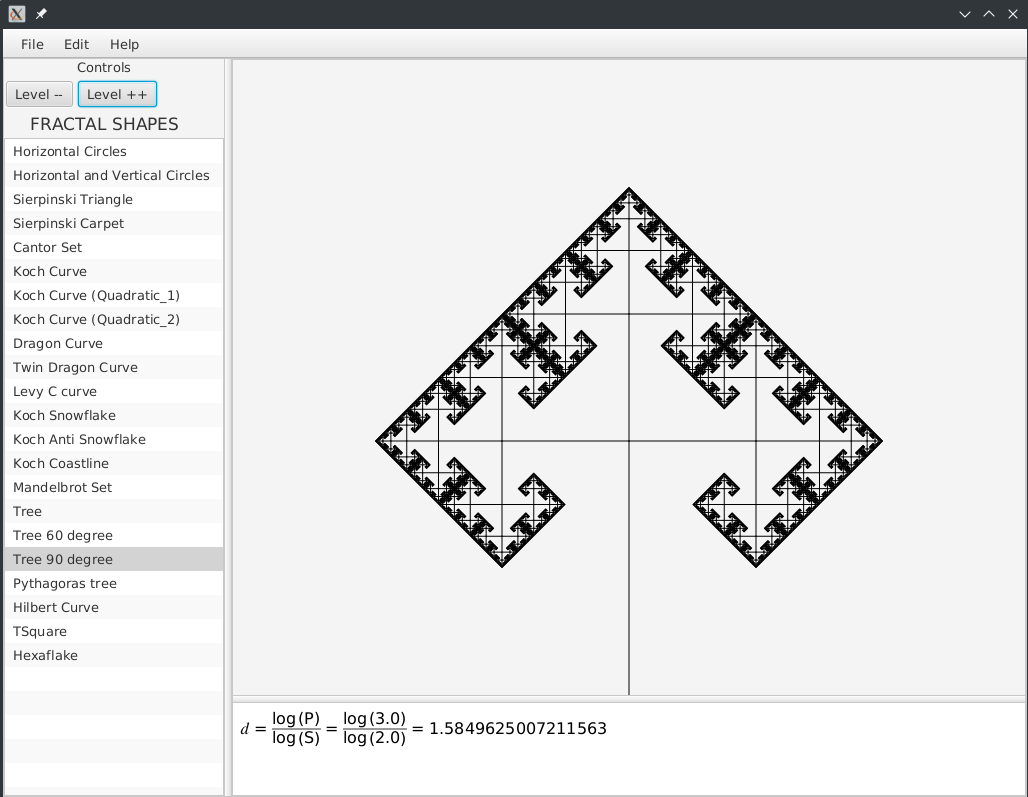 File Edit Help
Controls
Level -- Level ++
FRACTAL SHAPES
Horizontal Circles
Horizontal and Vertical Circles
Sierpinski Triangle
Sierpinski Carpet
Cantor Set
Koch Curve
Koch Curve (Quadratic_1)
Koch Curve (Quadratic_2)
Dragon Curve
Twin Dragon Curve
Levy C curve
Koch Snowflake
Koch Anti Snowflake
Koch Coastline
Mandelbrot Set
Tree
Tree 60 degree
Tree 90 degree
Pythagoras tree
Hilbert Curve
TSquare
Hexaflake
d = log(P)/log(S) = log(3.0)/log(2.0) = 1.5849625007211563